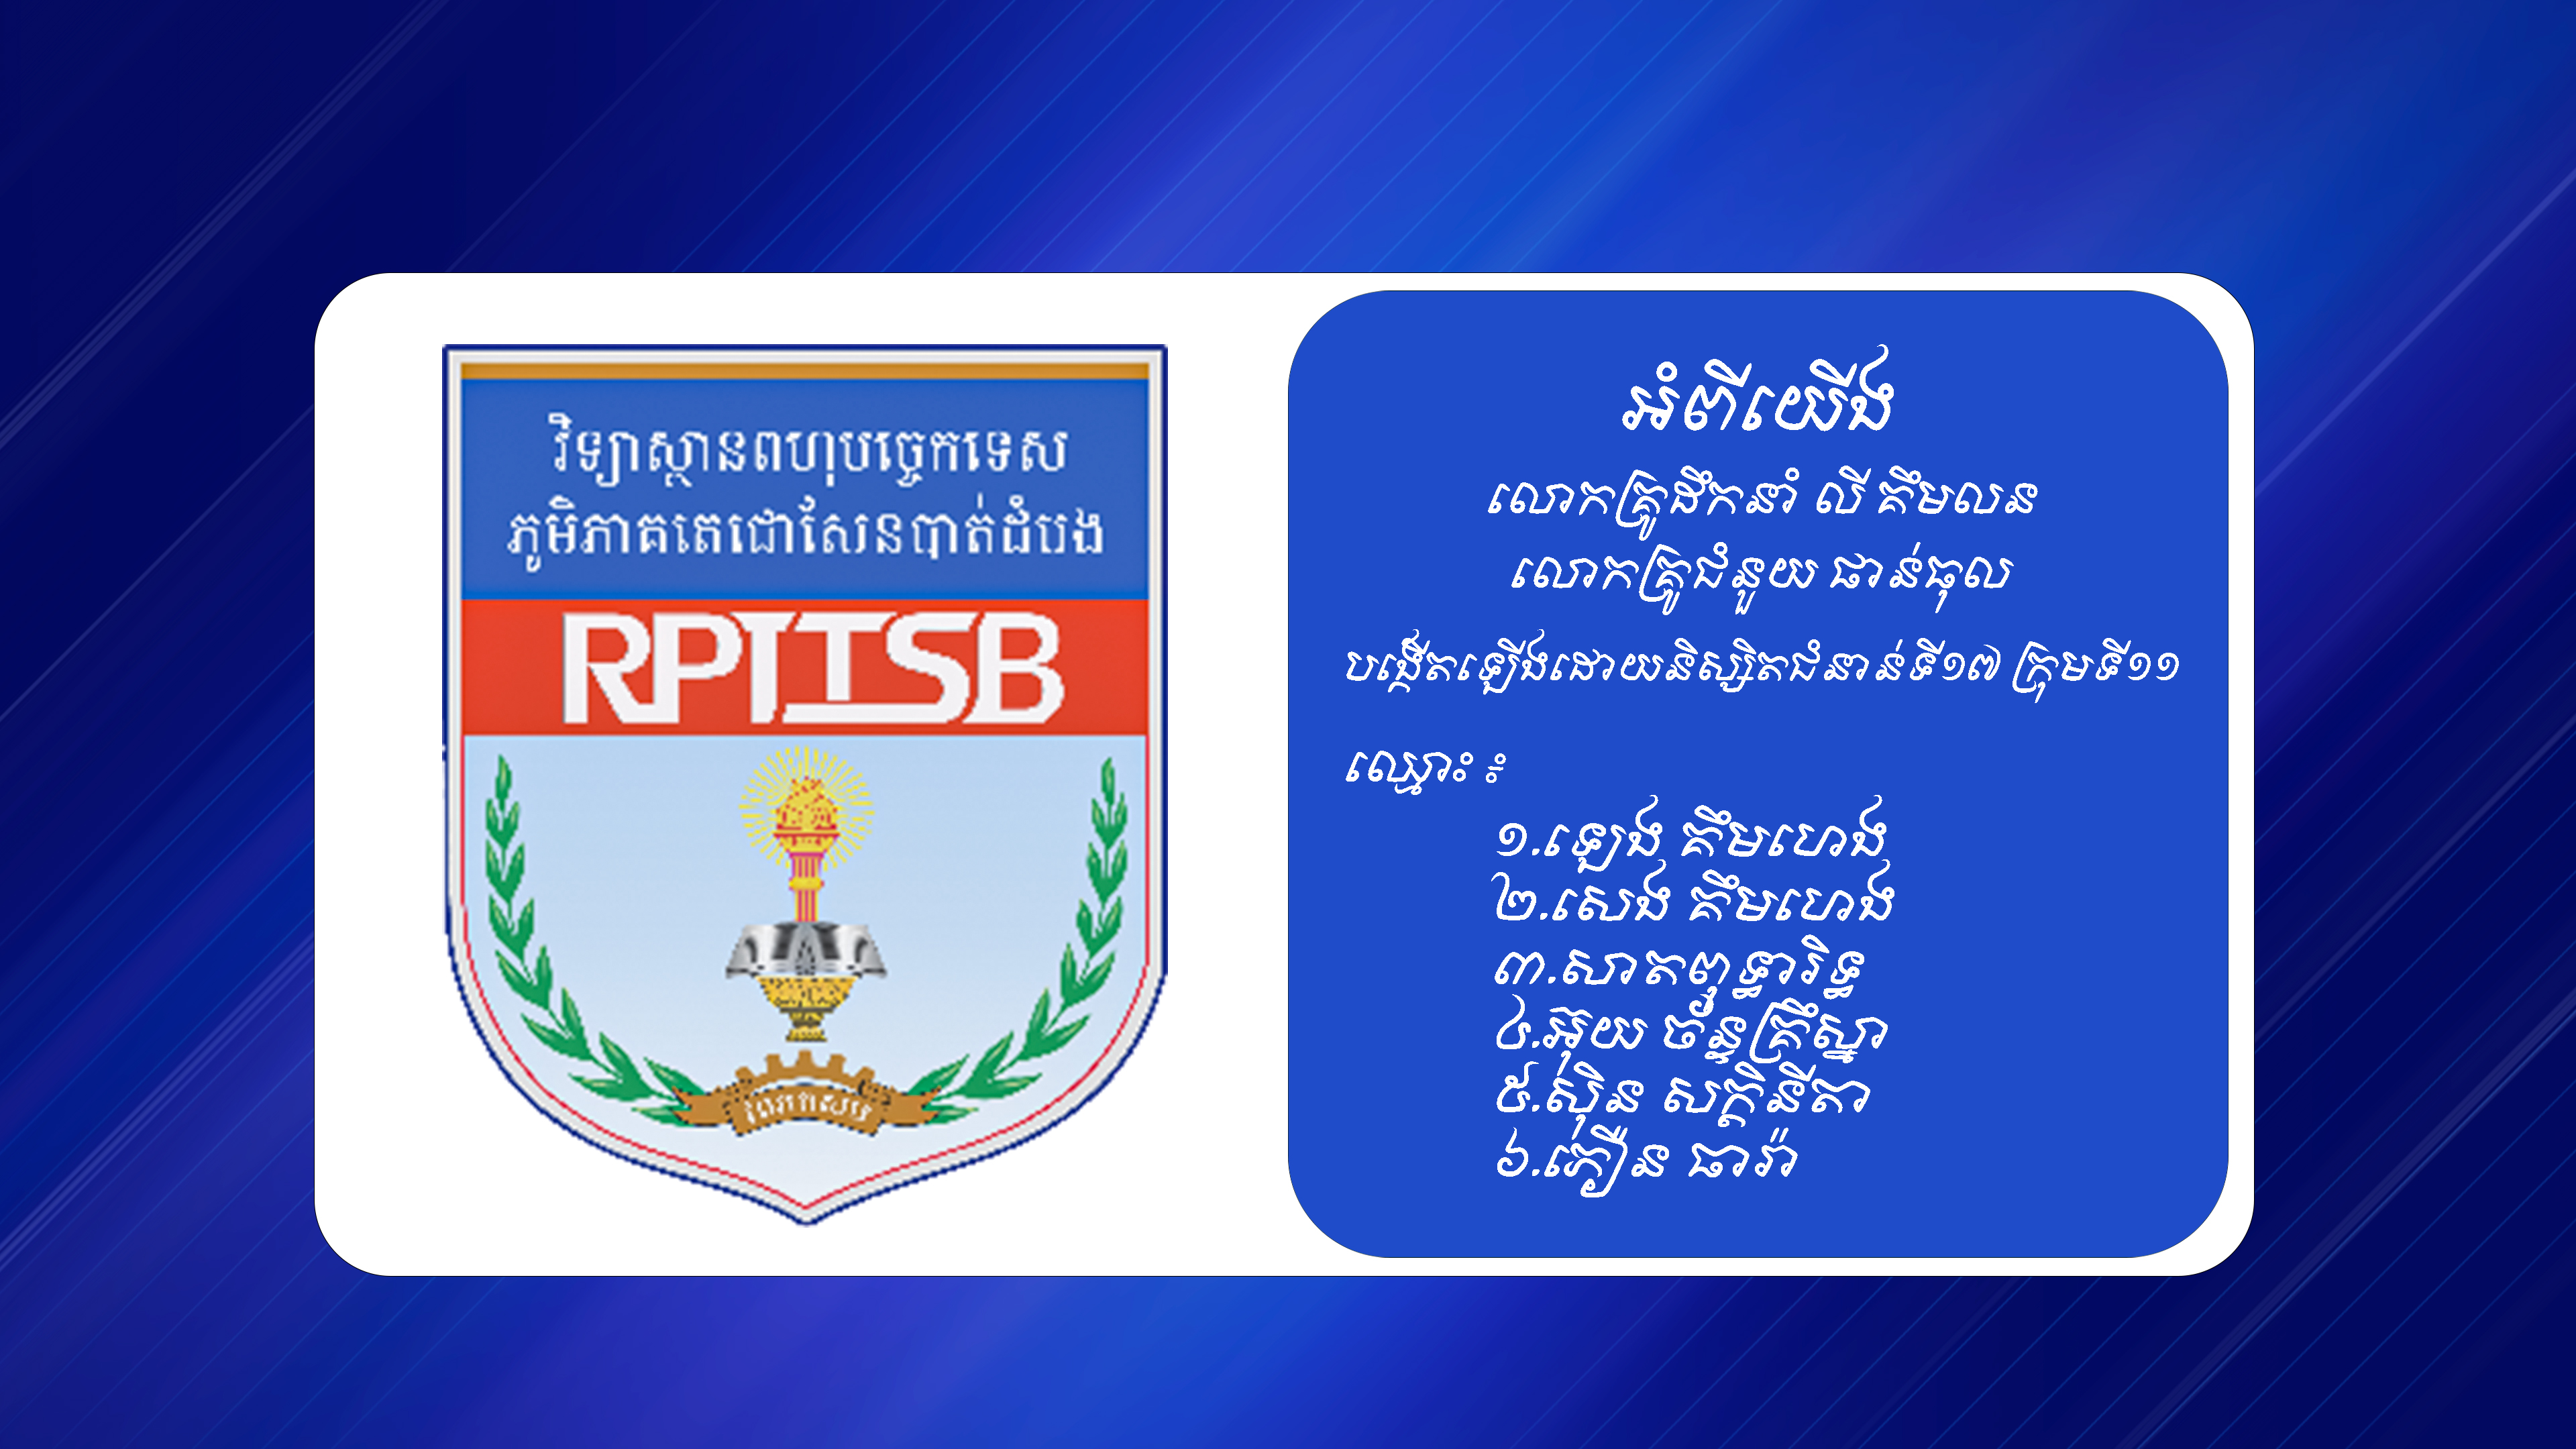 វិទ្យាស្ថានពហុបច្ចេកទេស
ភូមិភាគតេជោសែនបាត់ដំបង
RPITSB
អំពីយើង
លោកគ្រូដឹកនាំ លី គឹមលន
លោកគ្រូជំនួយ ផាន់ធុល
បង្កើតឡើងដោយនិស្សិតជំនាន់ទី១៧ ក្រុមទី១១
ឈ្មោះ ៖
១.ឡេង គឹមហេង
២.សេង គឹមហេង
៣.សាតពុទ្ធារិទ្ធ
៤.អ៊ុយ ច័ន្ទគ្រឹស្នា
៥.ស៊ិន សក្តិនីតា
៦.ភឿន ធារ៉ា